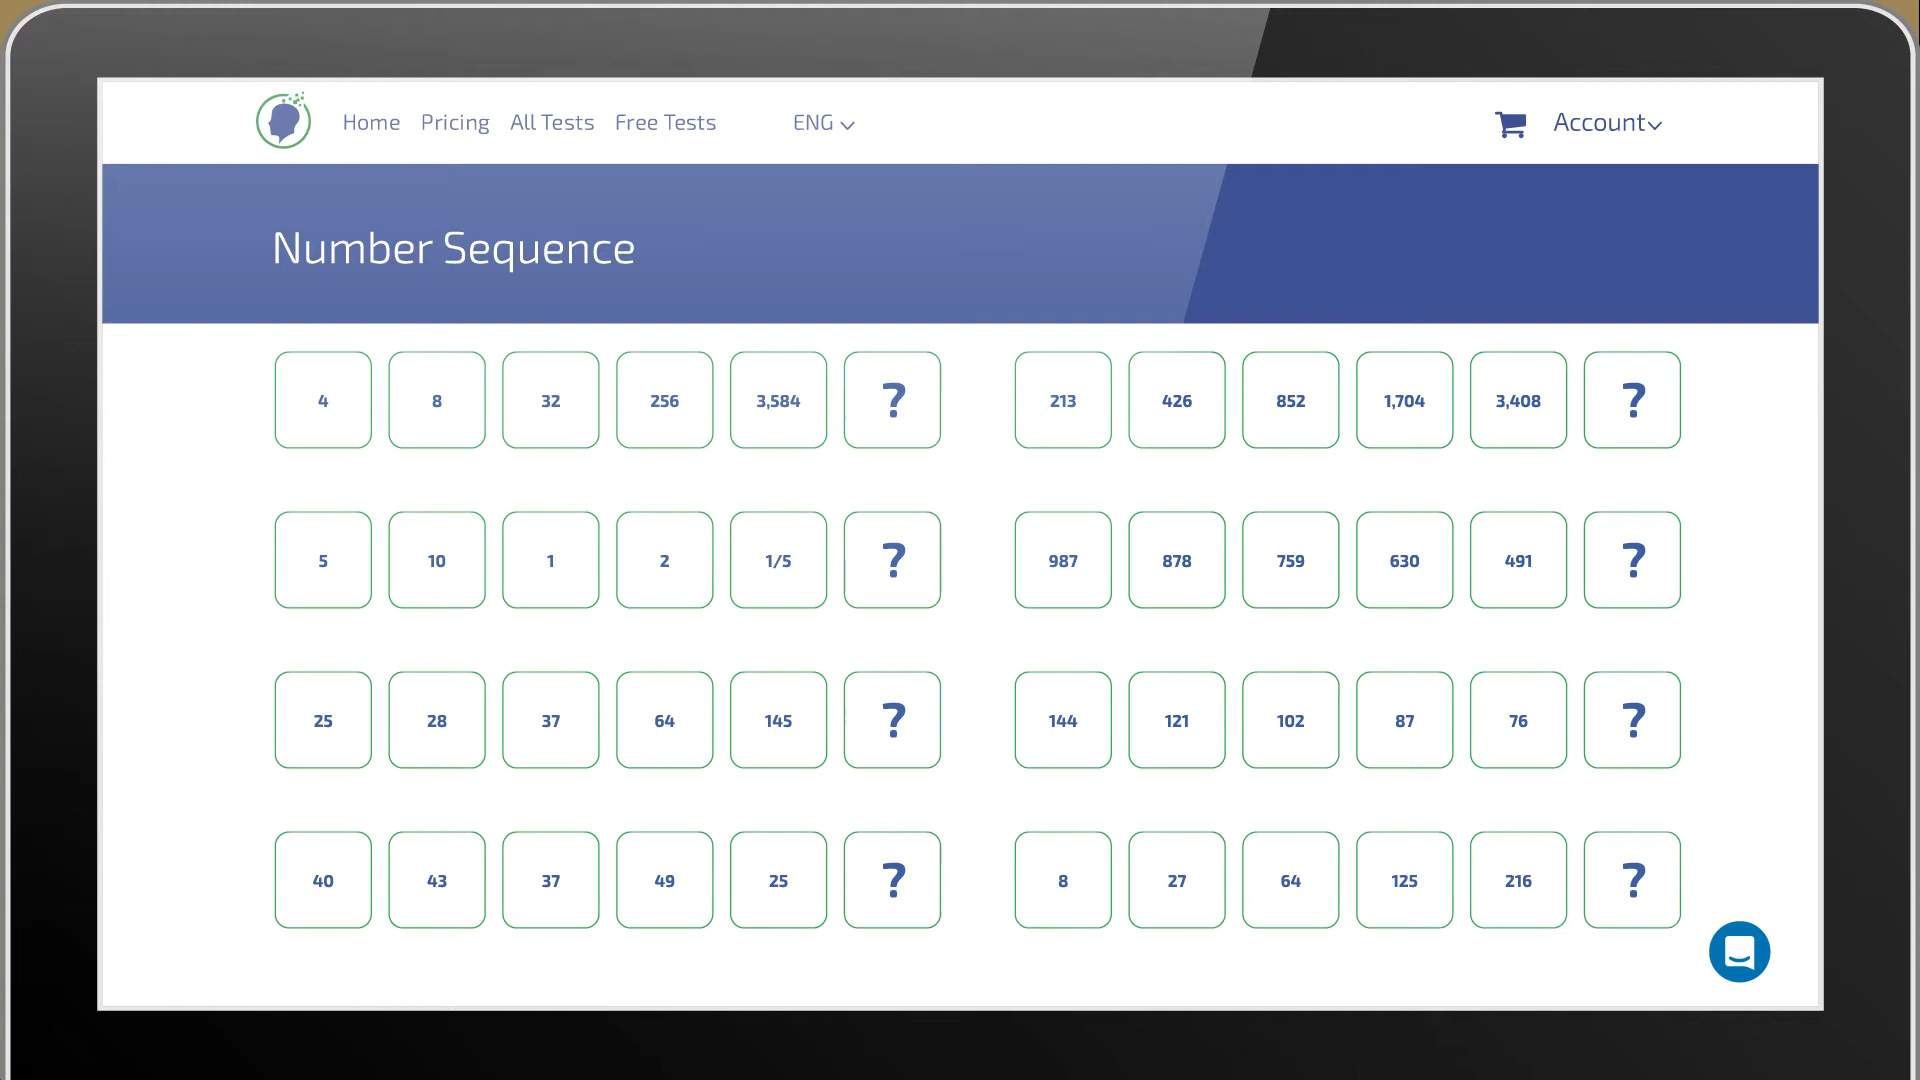 Home Pricing All Tests Free Tests ENG Account
Number Sequence
4 8 32 256 3,584 ? 213 426 852 1,704 3,408 ?
5 10 1 2 1/5 ? 987 878 759 630 491 ?
25 28 37 64 145 ? 144 121 102 87 76 ?
40 43 37 49 25 ? 8 27 64 125 216 ?